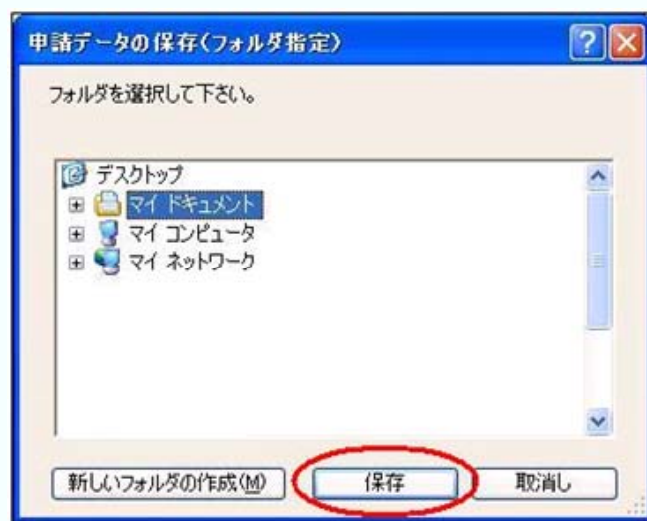 申請データの保存(フォルダ指定)
フォルダを選択して下さい。
デスクトップ
マイ ドキュメント
マイ コンピュータ
マイ ネットワーク
新しいフォルダの作成(M) 保存 取消し